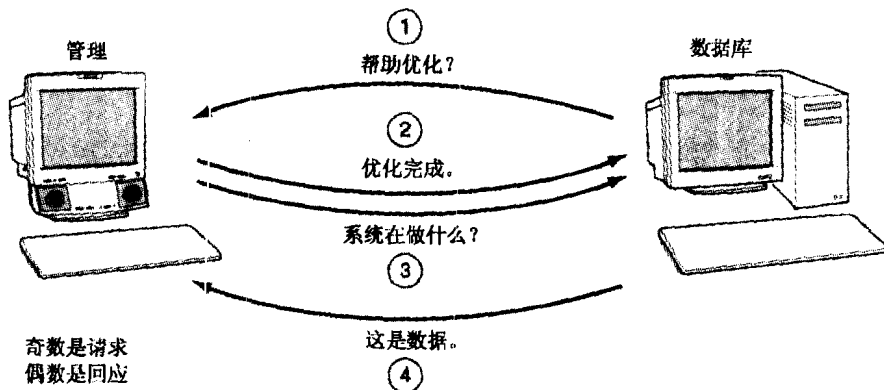 ①
管理
数据库
帮助优化？
②
优化完成。
系统在做什么？
③
这是数据。
奇数是请求
偶数是回应
④